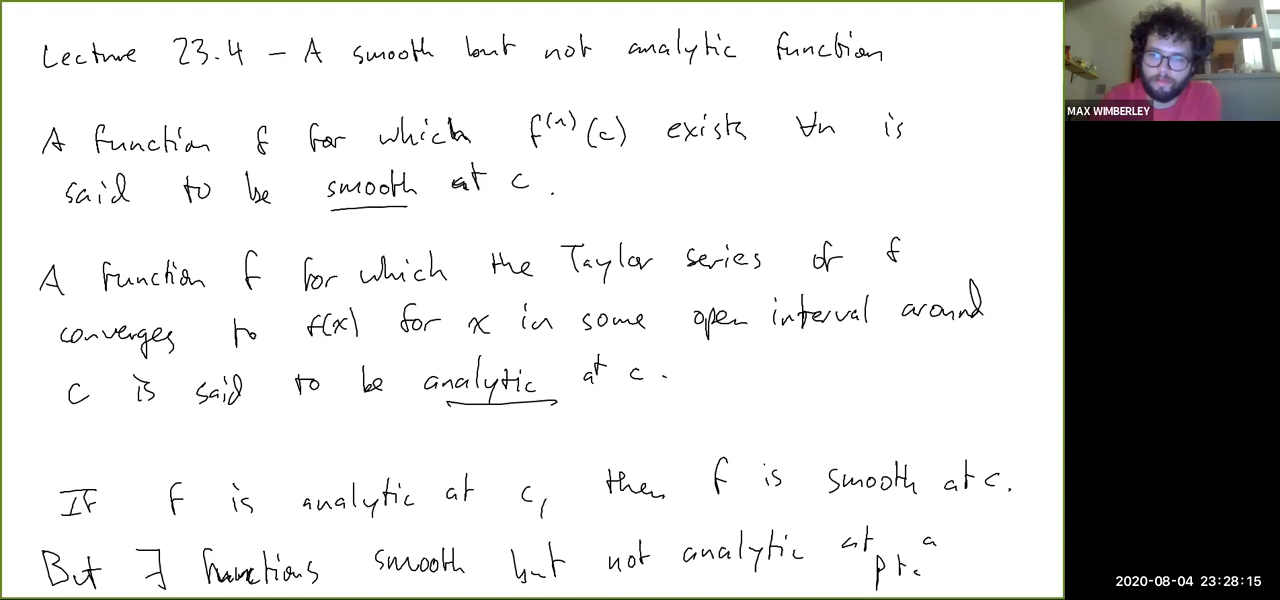 Lecture 23.4 – A smooth but not analytic function
A function f for which f⁽ⁿ⁾(c) exists ∀n is
said to be smooth at c.
A function f for which the Taylor series of f
converges to f(x) for x in some open interval around
c is said to be analytic at c.
If f is analytic at c, then f is smooth at c.
But ∃ functions smooth but not analytic at a
pt.
MAX WIMBERLEY
2020-08-04 23:28:15